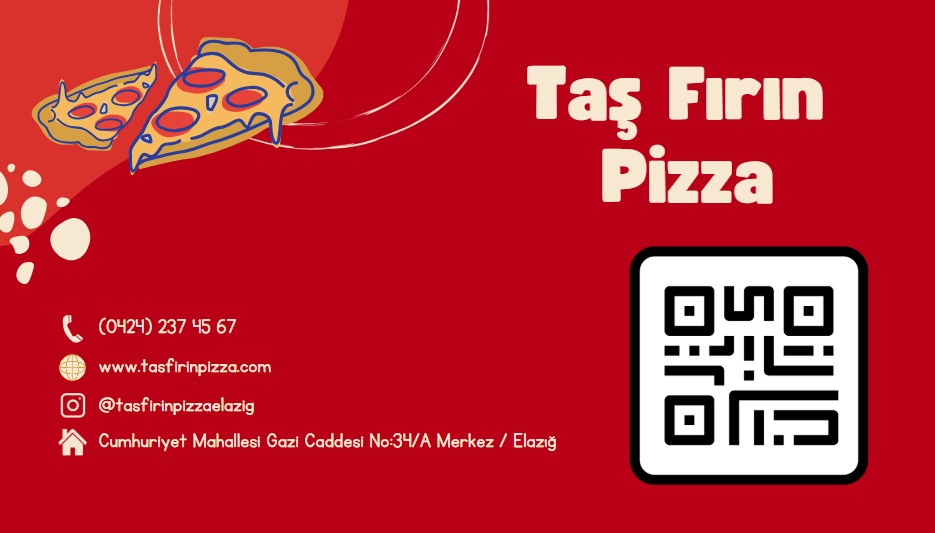 Taş Fırın
Pizza
(0424) 237 45 67
www.tasfirinpizza.com
@tasfirinpizzaelazig
Cumhuriyet Mahallesi Gazi Caddesi No:34/A Merkez / Elazığ